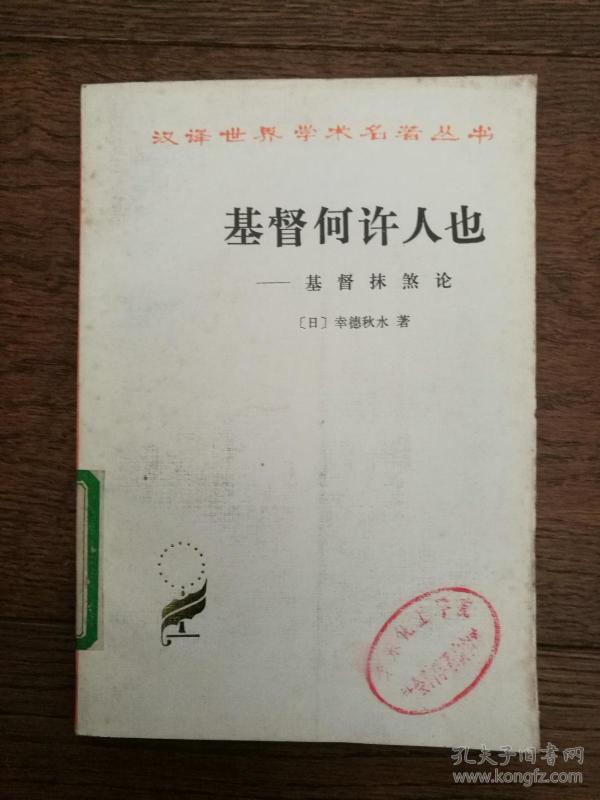 汉译世界学术名著丛书
基督何许人也
——基督抹煞论
〔日〕幸德秋水 著
孔夫子旧书网
www.kongfz.com